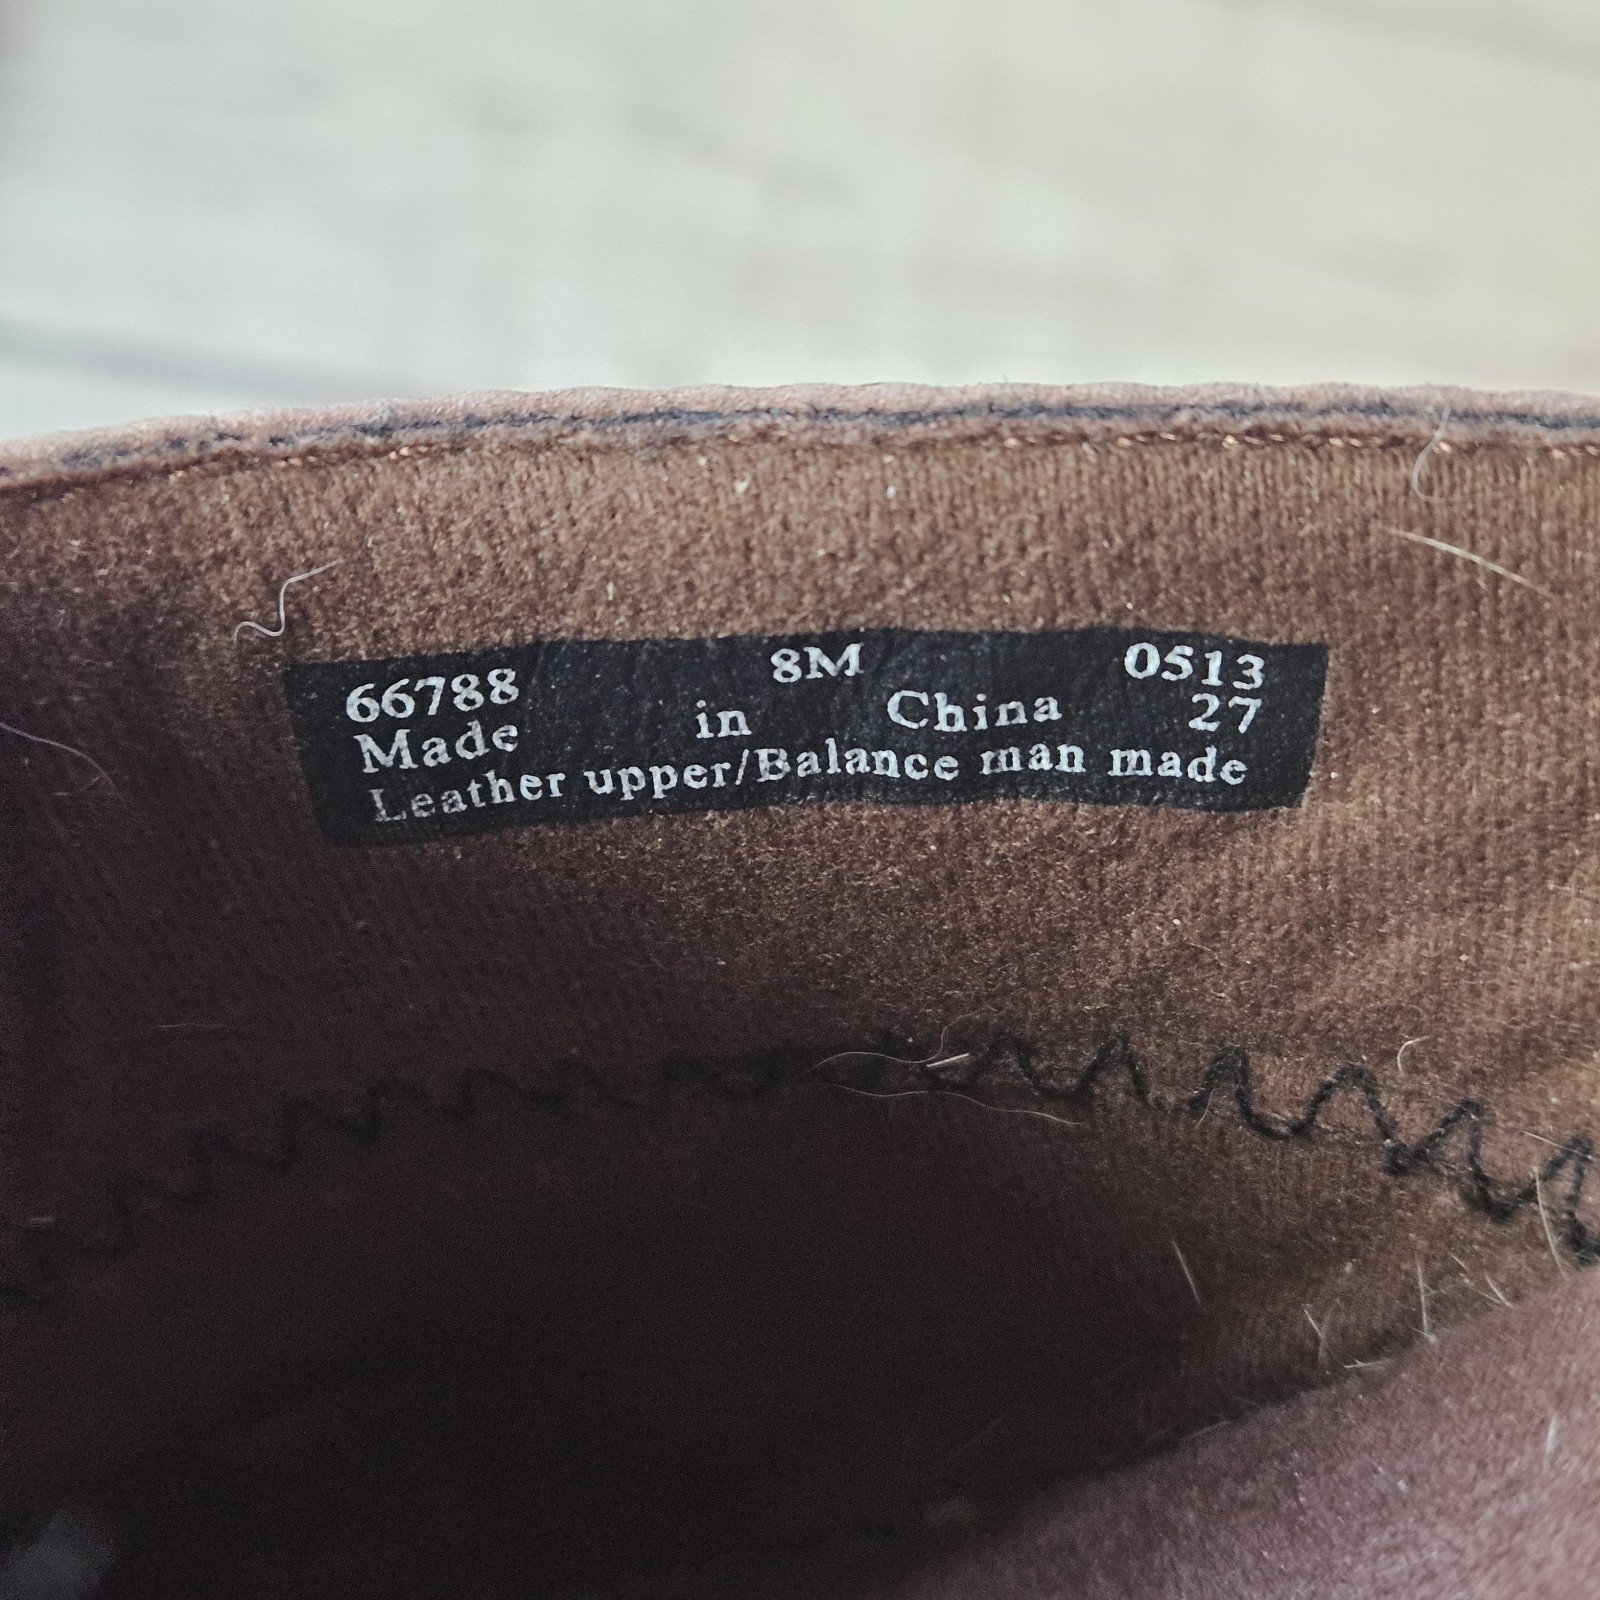 66788 8M 0513
Made in China 27
Leather upper/Balance man made